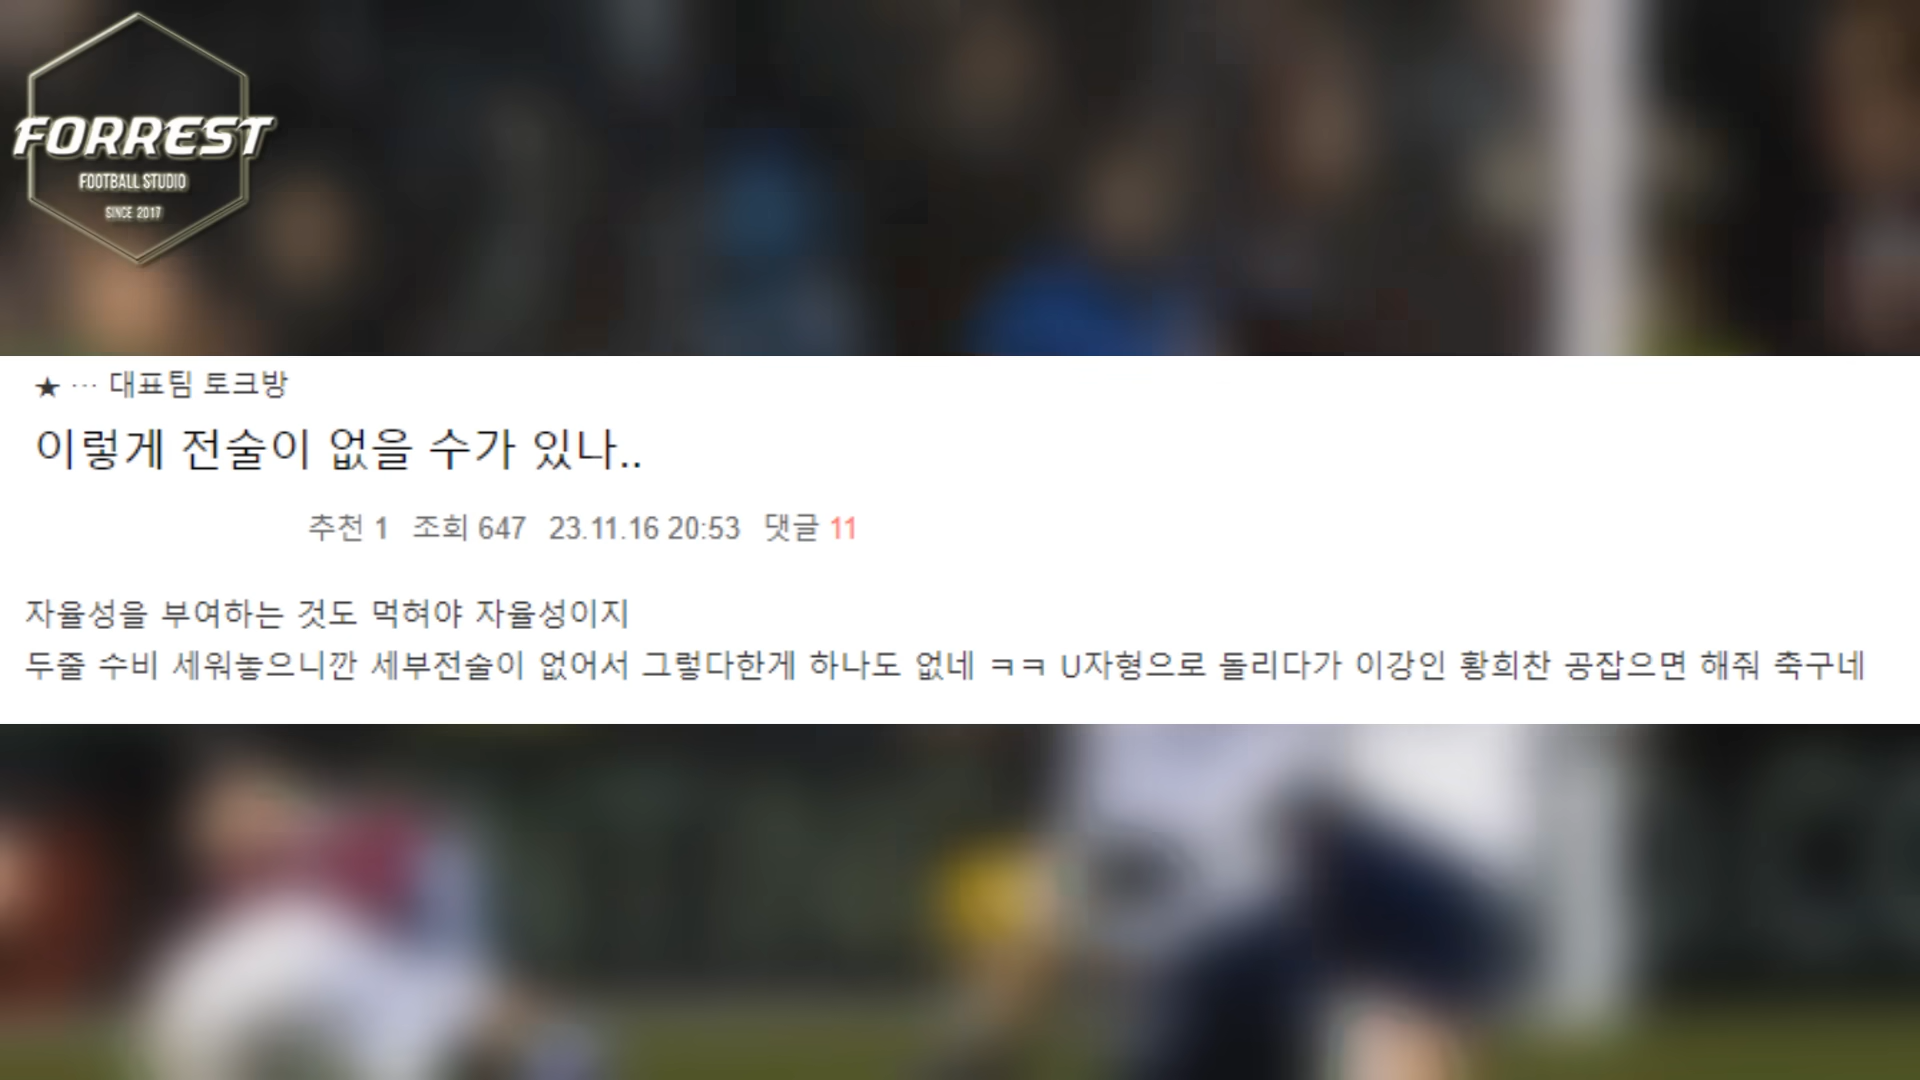 FORREST
FOOTBALL STUDIO
SINCE 2017
★ ··· 대표팀 토크방
이렇게 전술이 없을 수가 있나..
추천 1 조회 647 23.11.16 20:53 댓글 11
자율성을 부여하는 것도 먹혀야 자율성이지
두줄 수비 세워놓으니깐 세부전술이 없어서 그렇다한게 하나도 없네 ㅋㅋ U자형으로 돌리다가 이강인 황희찬 공잡으면 해줘 축구네